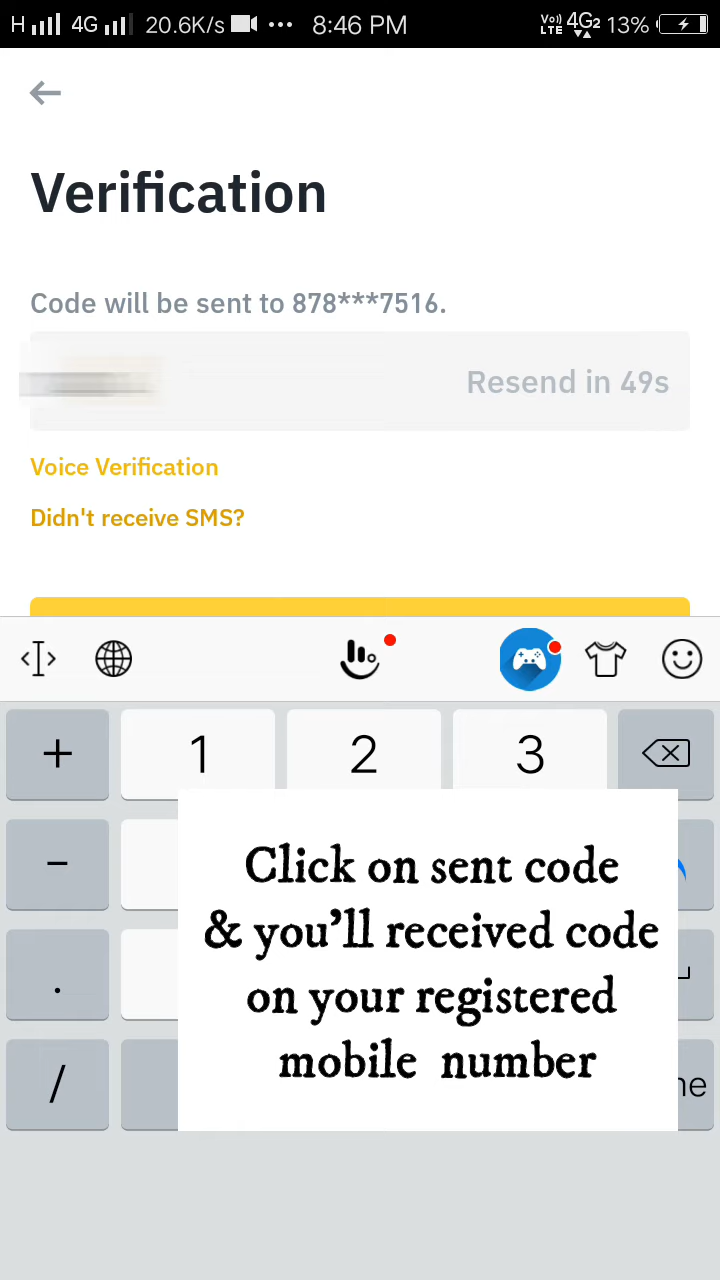 H 4G 20.6K/s ••• 8:46 PM Vo)) LTE 4G2 13%
Verification
Code will be sent to 878***7516.
Resend in 49s
Voice Verification
Didn't receive SMS?
+ 1 2 3
-
.
/
Click on sent code
& you'll received code
on your registered
mobile number